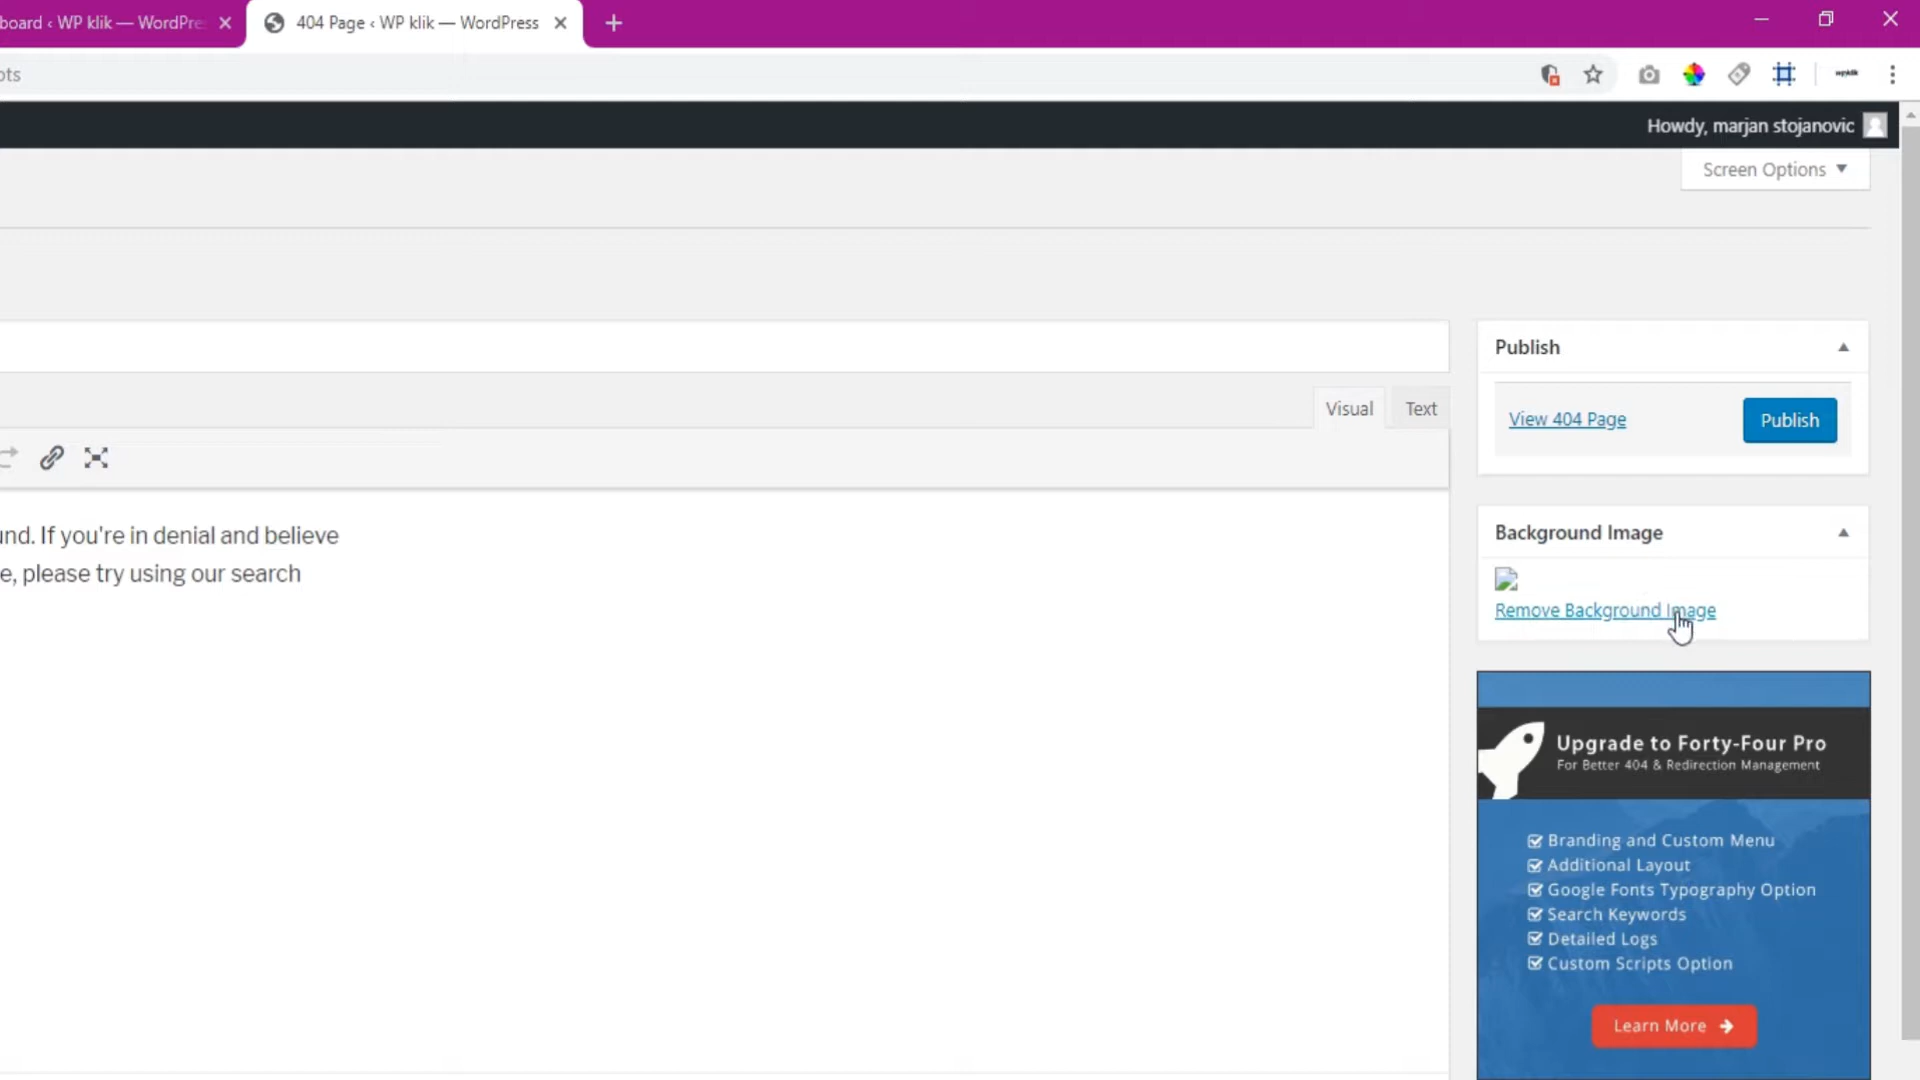 board ‹ WP klik — WordPre
404 Page ‹ WP klik — WordPress
ots
Howdy, marjan stojanovic
Screen Options
Publish
Visual
Text
View 404 Page
Publish
und. If you're in denial and believe
e, please try using our search
Background Image
Remove Background Image
Upgrade to Forty-Four Pro
For Better 404 & Redirection Management
Branding and Custom Menu
Additional Layout
Google Fonts Typography Option
Search Keywords
Detailed Logs
Custom Scripts Option
Learn More